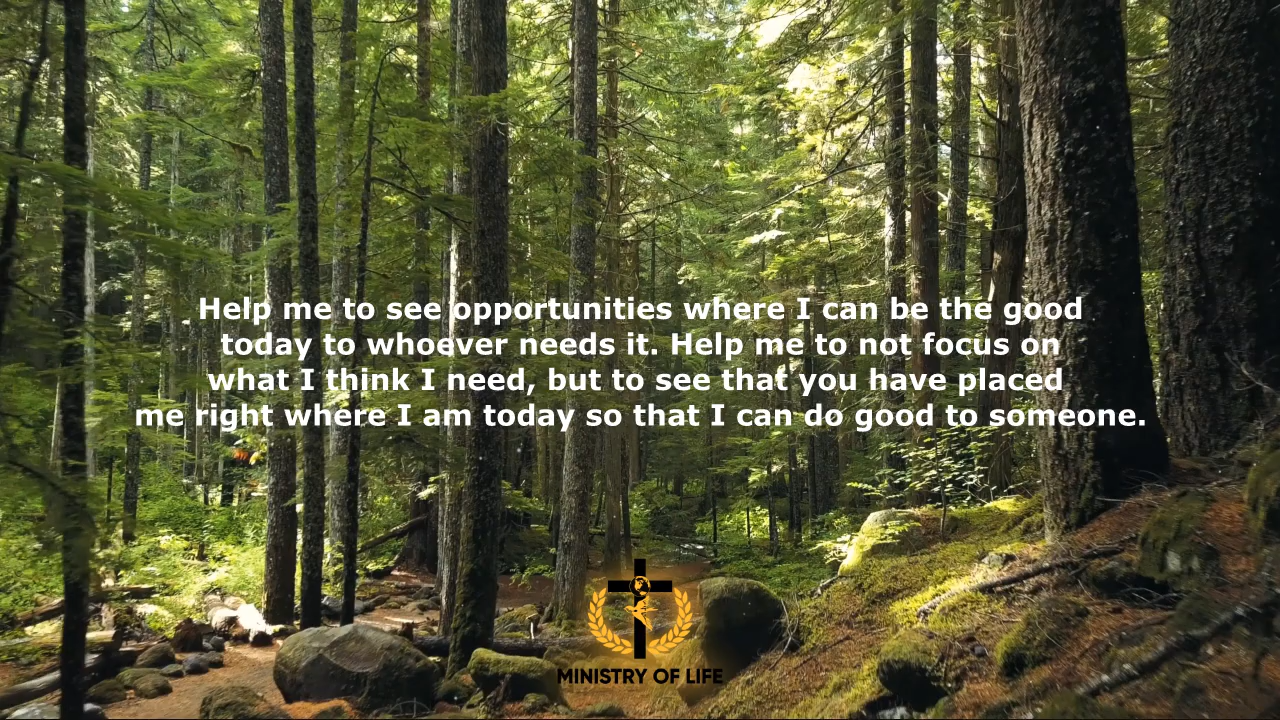 Help me to see opportunities where I can be the good
today to whoever needs it. Help me to not focus on
what I think I need, but to see that you have placed
me right where I am today so that I can do good to someone.
MINISTRY OF LIFE